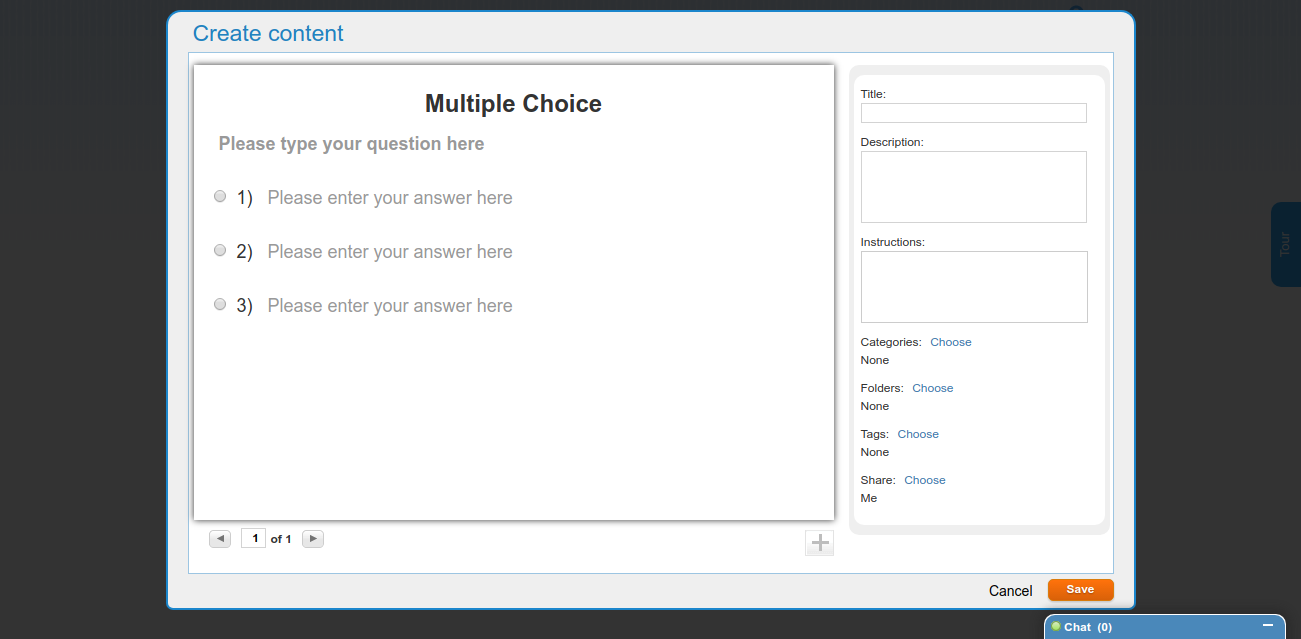 Create content
Multiple Choice
Please type your question here
1) Please enter your answer here
2) Please enter your answer here
3) Please enter your answer here
1 of 1
Title:
Description:
Instructions:
Categories: Choose
None
Folders: Choose
None
Tags: Choose
None
Share: Choose
Me
Cancel Save
Tour
Chat (0)